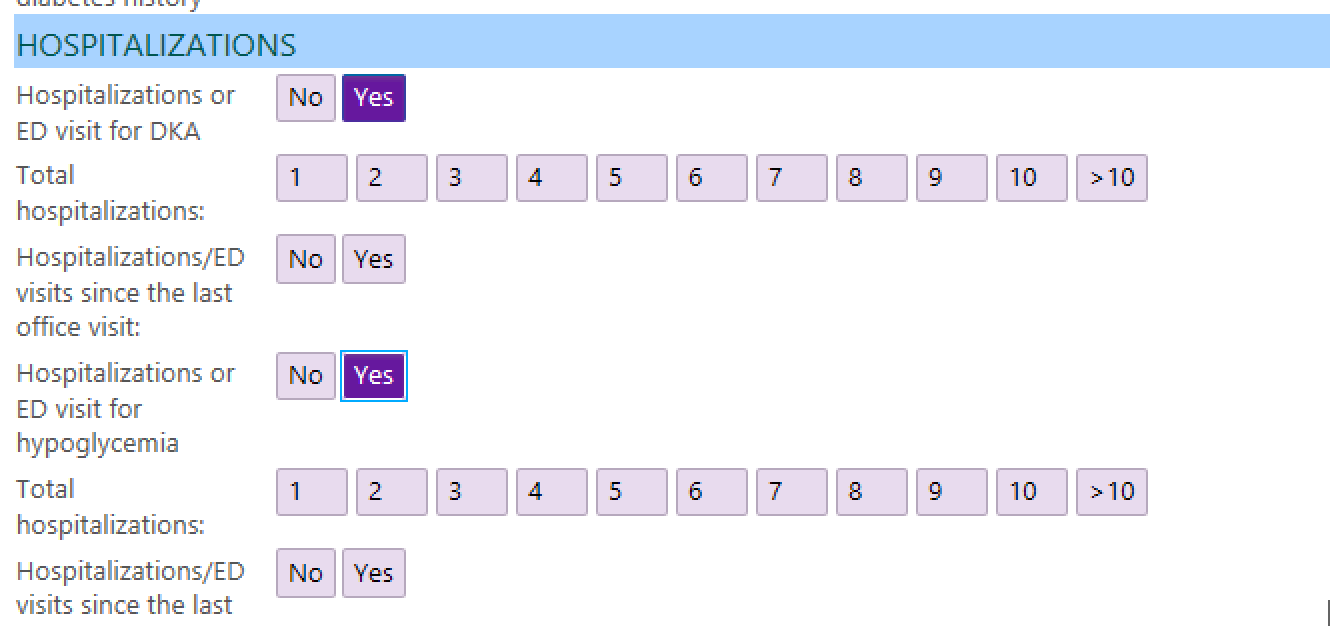 diabetes history
HOSPITALIZATIONS
Hospitalizations or No Yes
ED visit for DKA
Total 1 2 3 4 5 6 7 8 9 10 >10
hospitalizations:
Hospitalizations/ED No Yes
visits since the last
office visit:
Hospitalizations or No Yes
ED visit for
hypoglycemia
Total 1 2 3 4 5 6 7 8 9 10 >10
hospitalizations:
Hospitalizations/ED No Yes
visits since the last